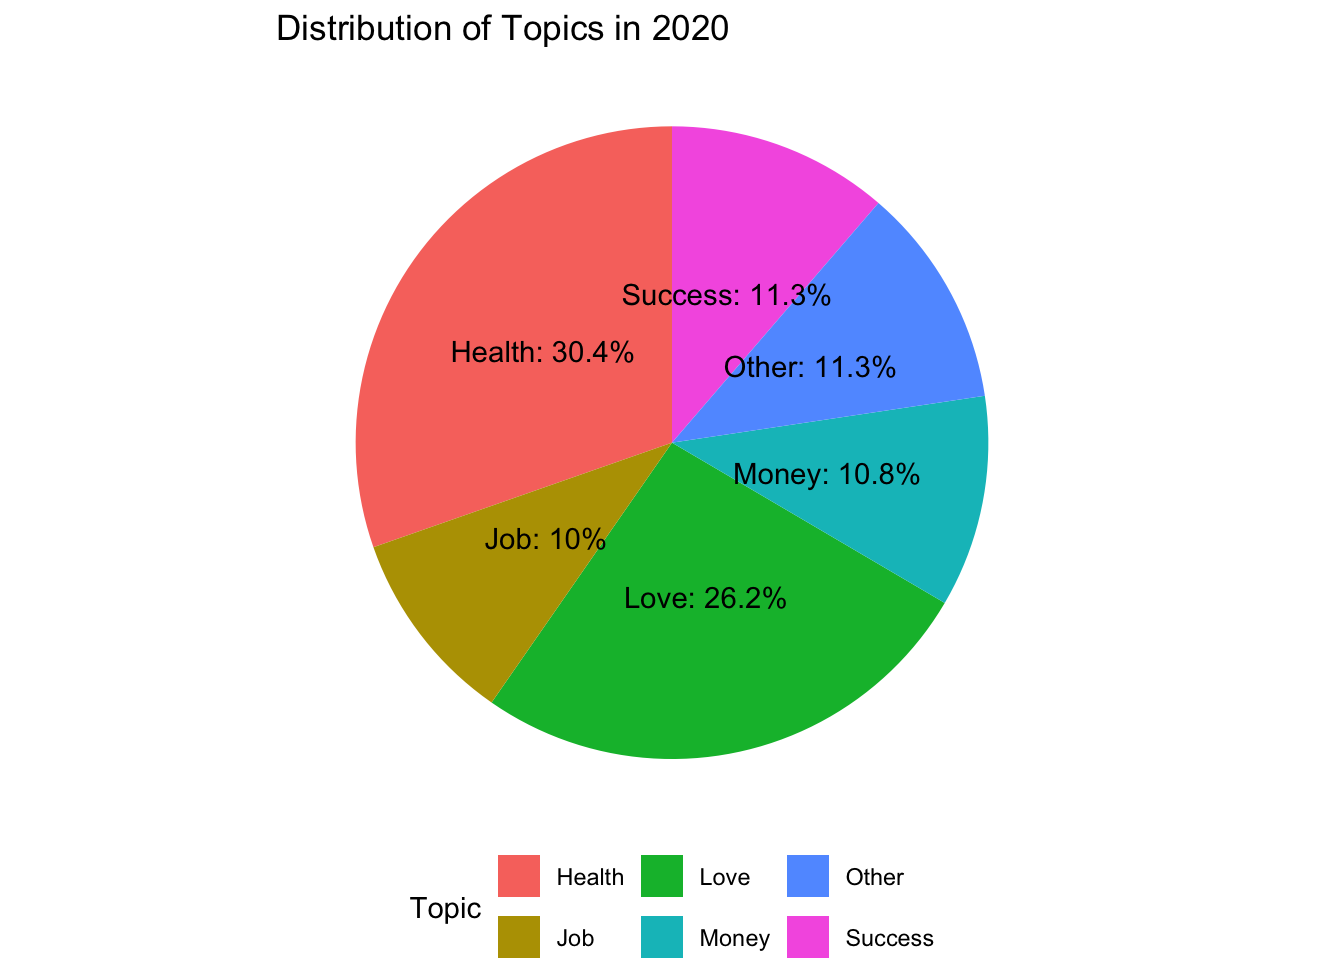 Distribution of Topics in 2020
Success: 11.3%
Health: 30.4%
Other: 11.3%
Money: 10.8%
Job: 10%
Love: 26.2%
Topic
Health
Love
Other
Job
Money
Success